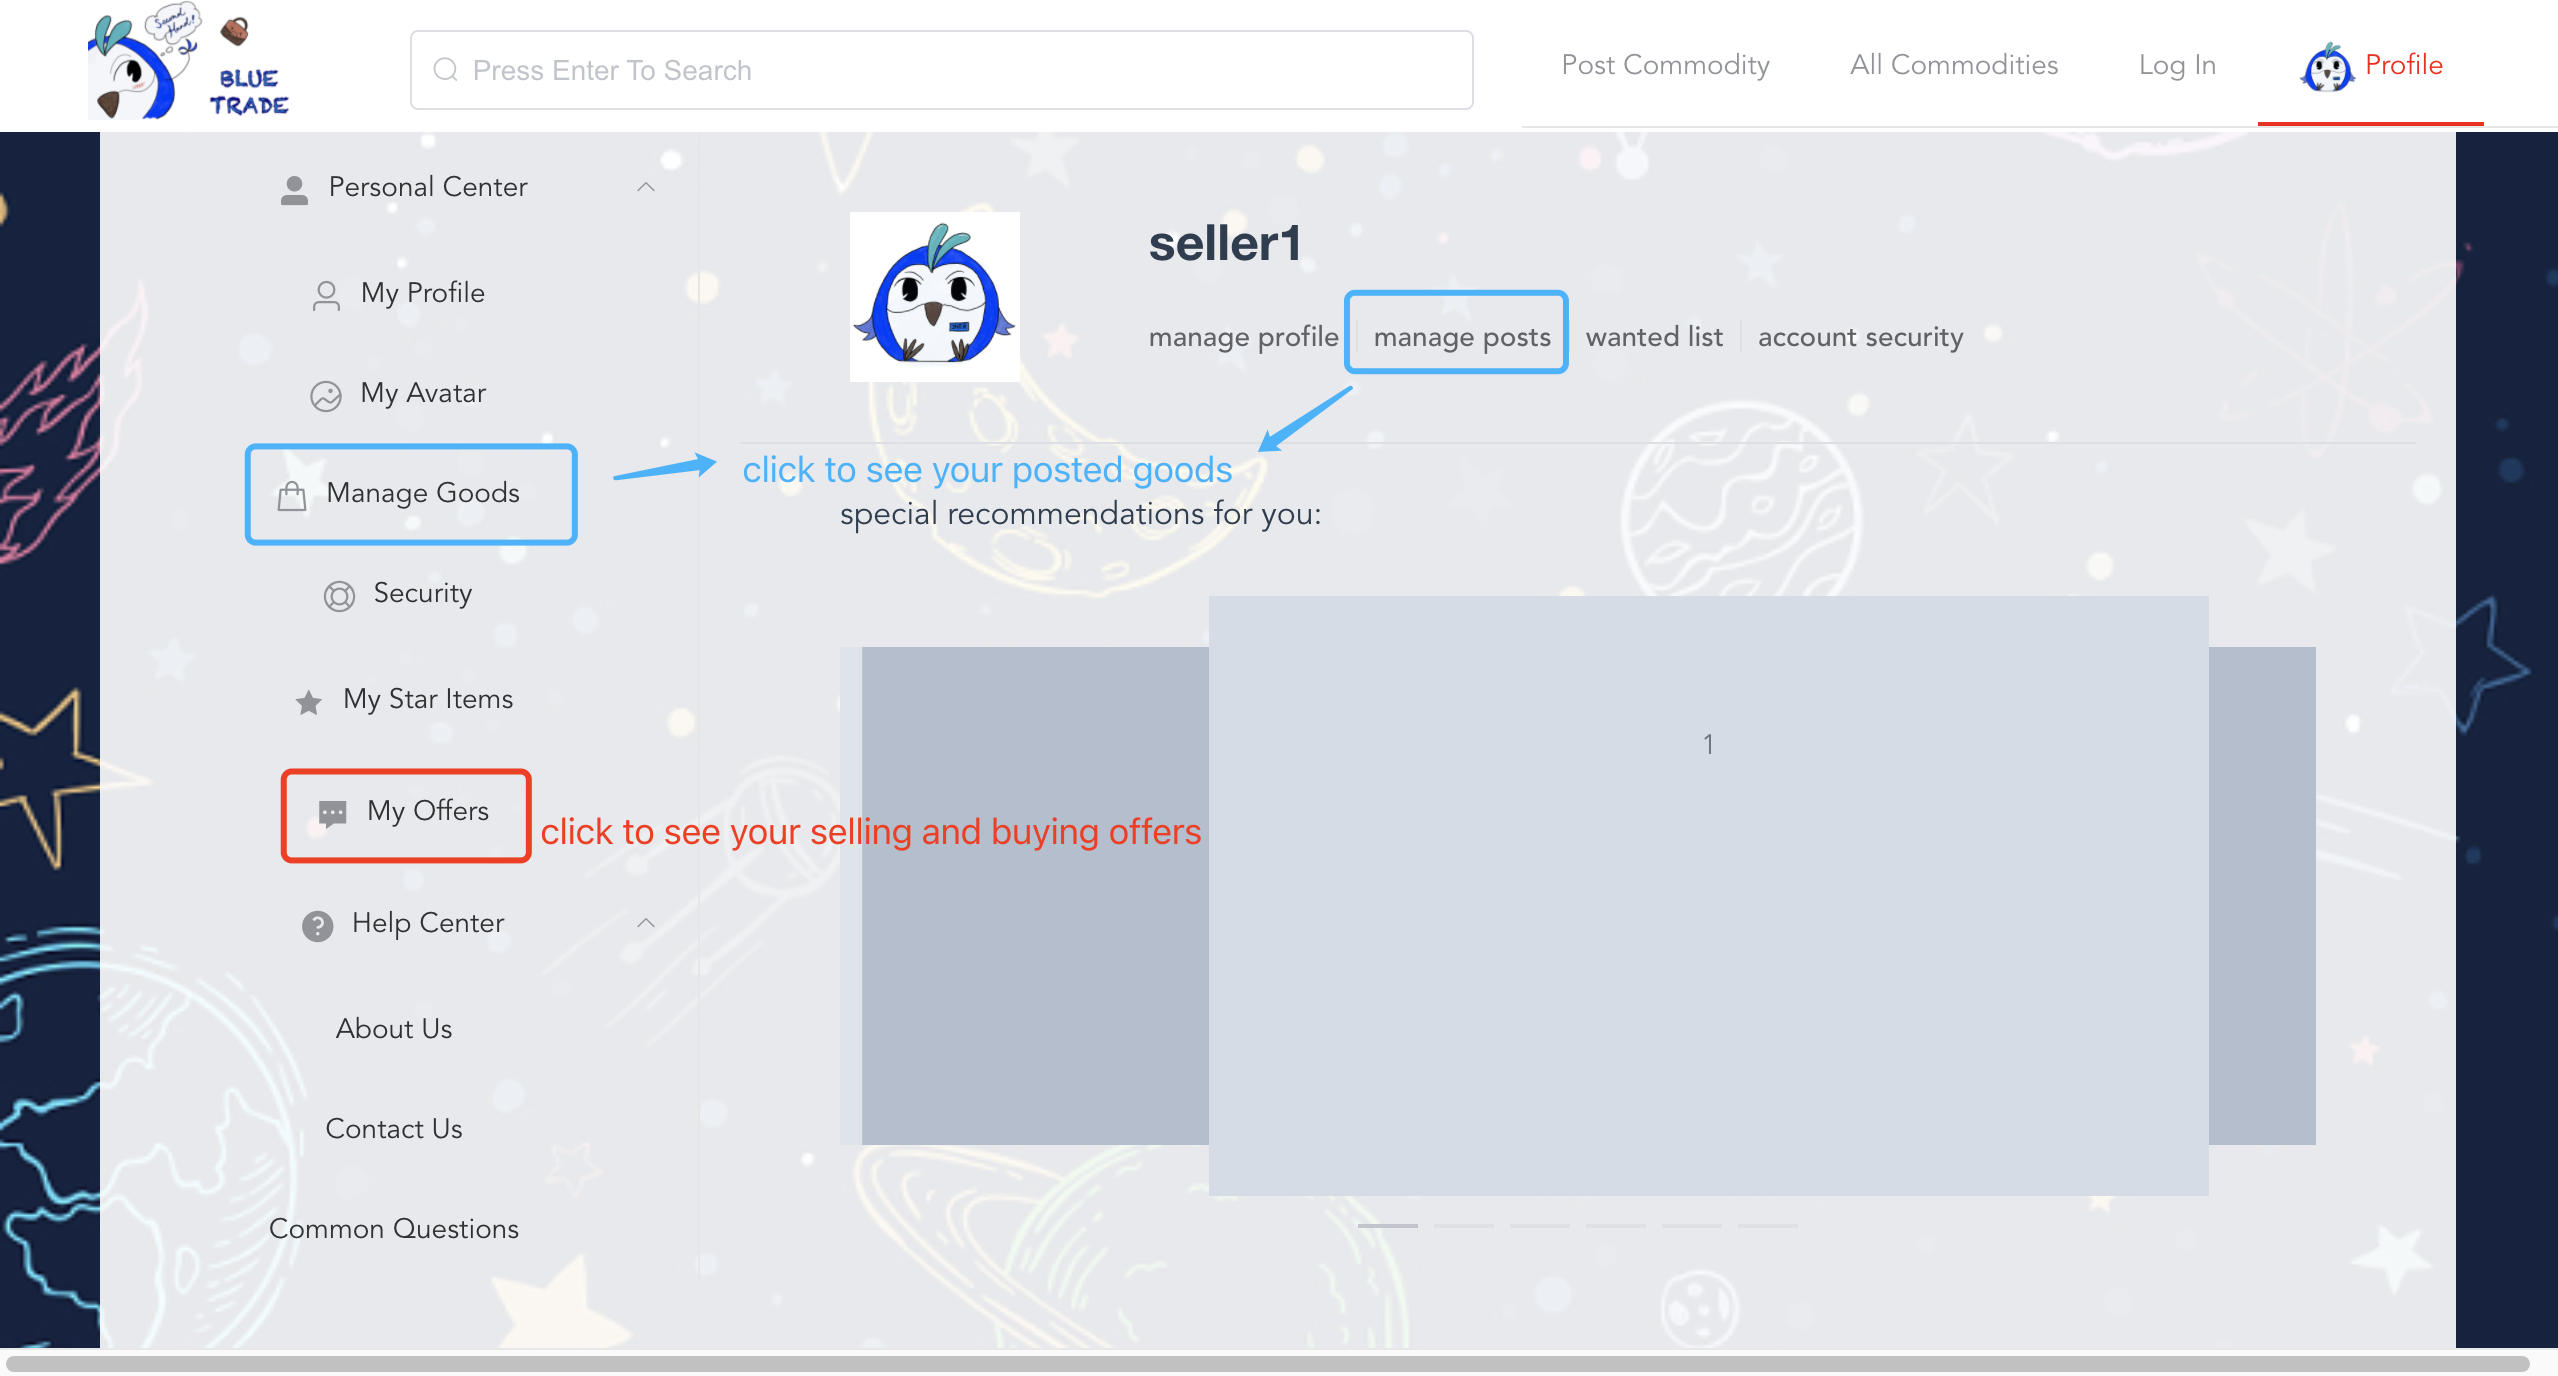 Second
Hand!
BLUE
TRADE
Press Enter To Search
Post Commodity
All Commodities
Log In
Profile
Personal Center
My Profile
My Avatar
Manage Goods
Security
My Star Items
My Offers
Help Center
About Us
Contact Us
Common Questions
seller1
manage profile
manage posts
wanted list
account security
click to see your posted goods
special recommendations for you:
1
click to see your selling and buying offers